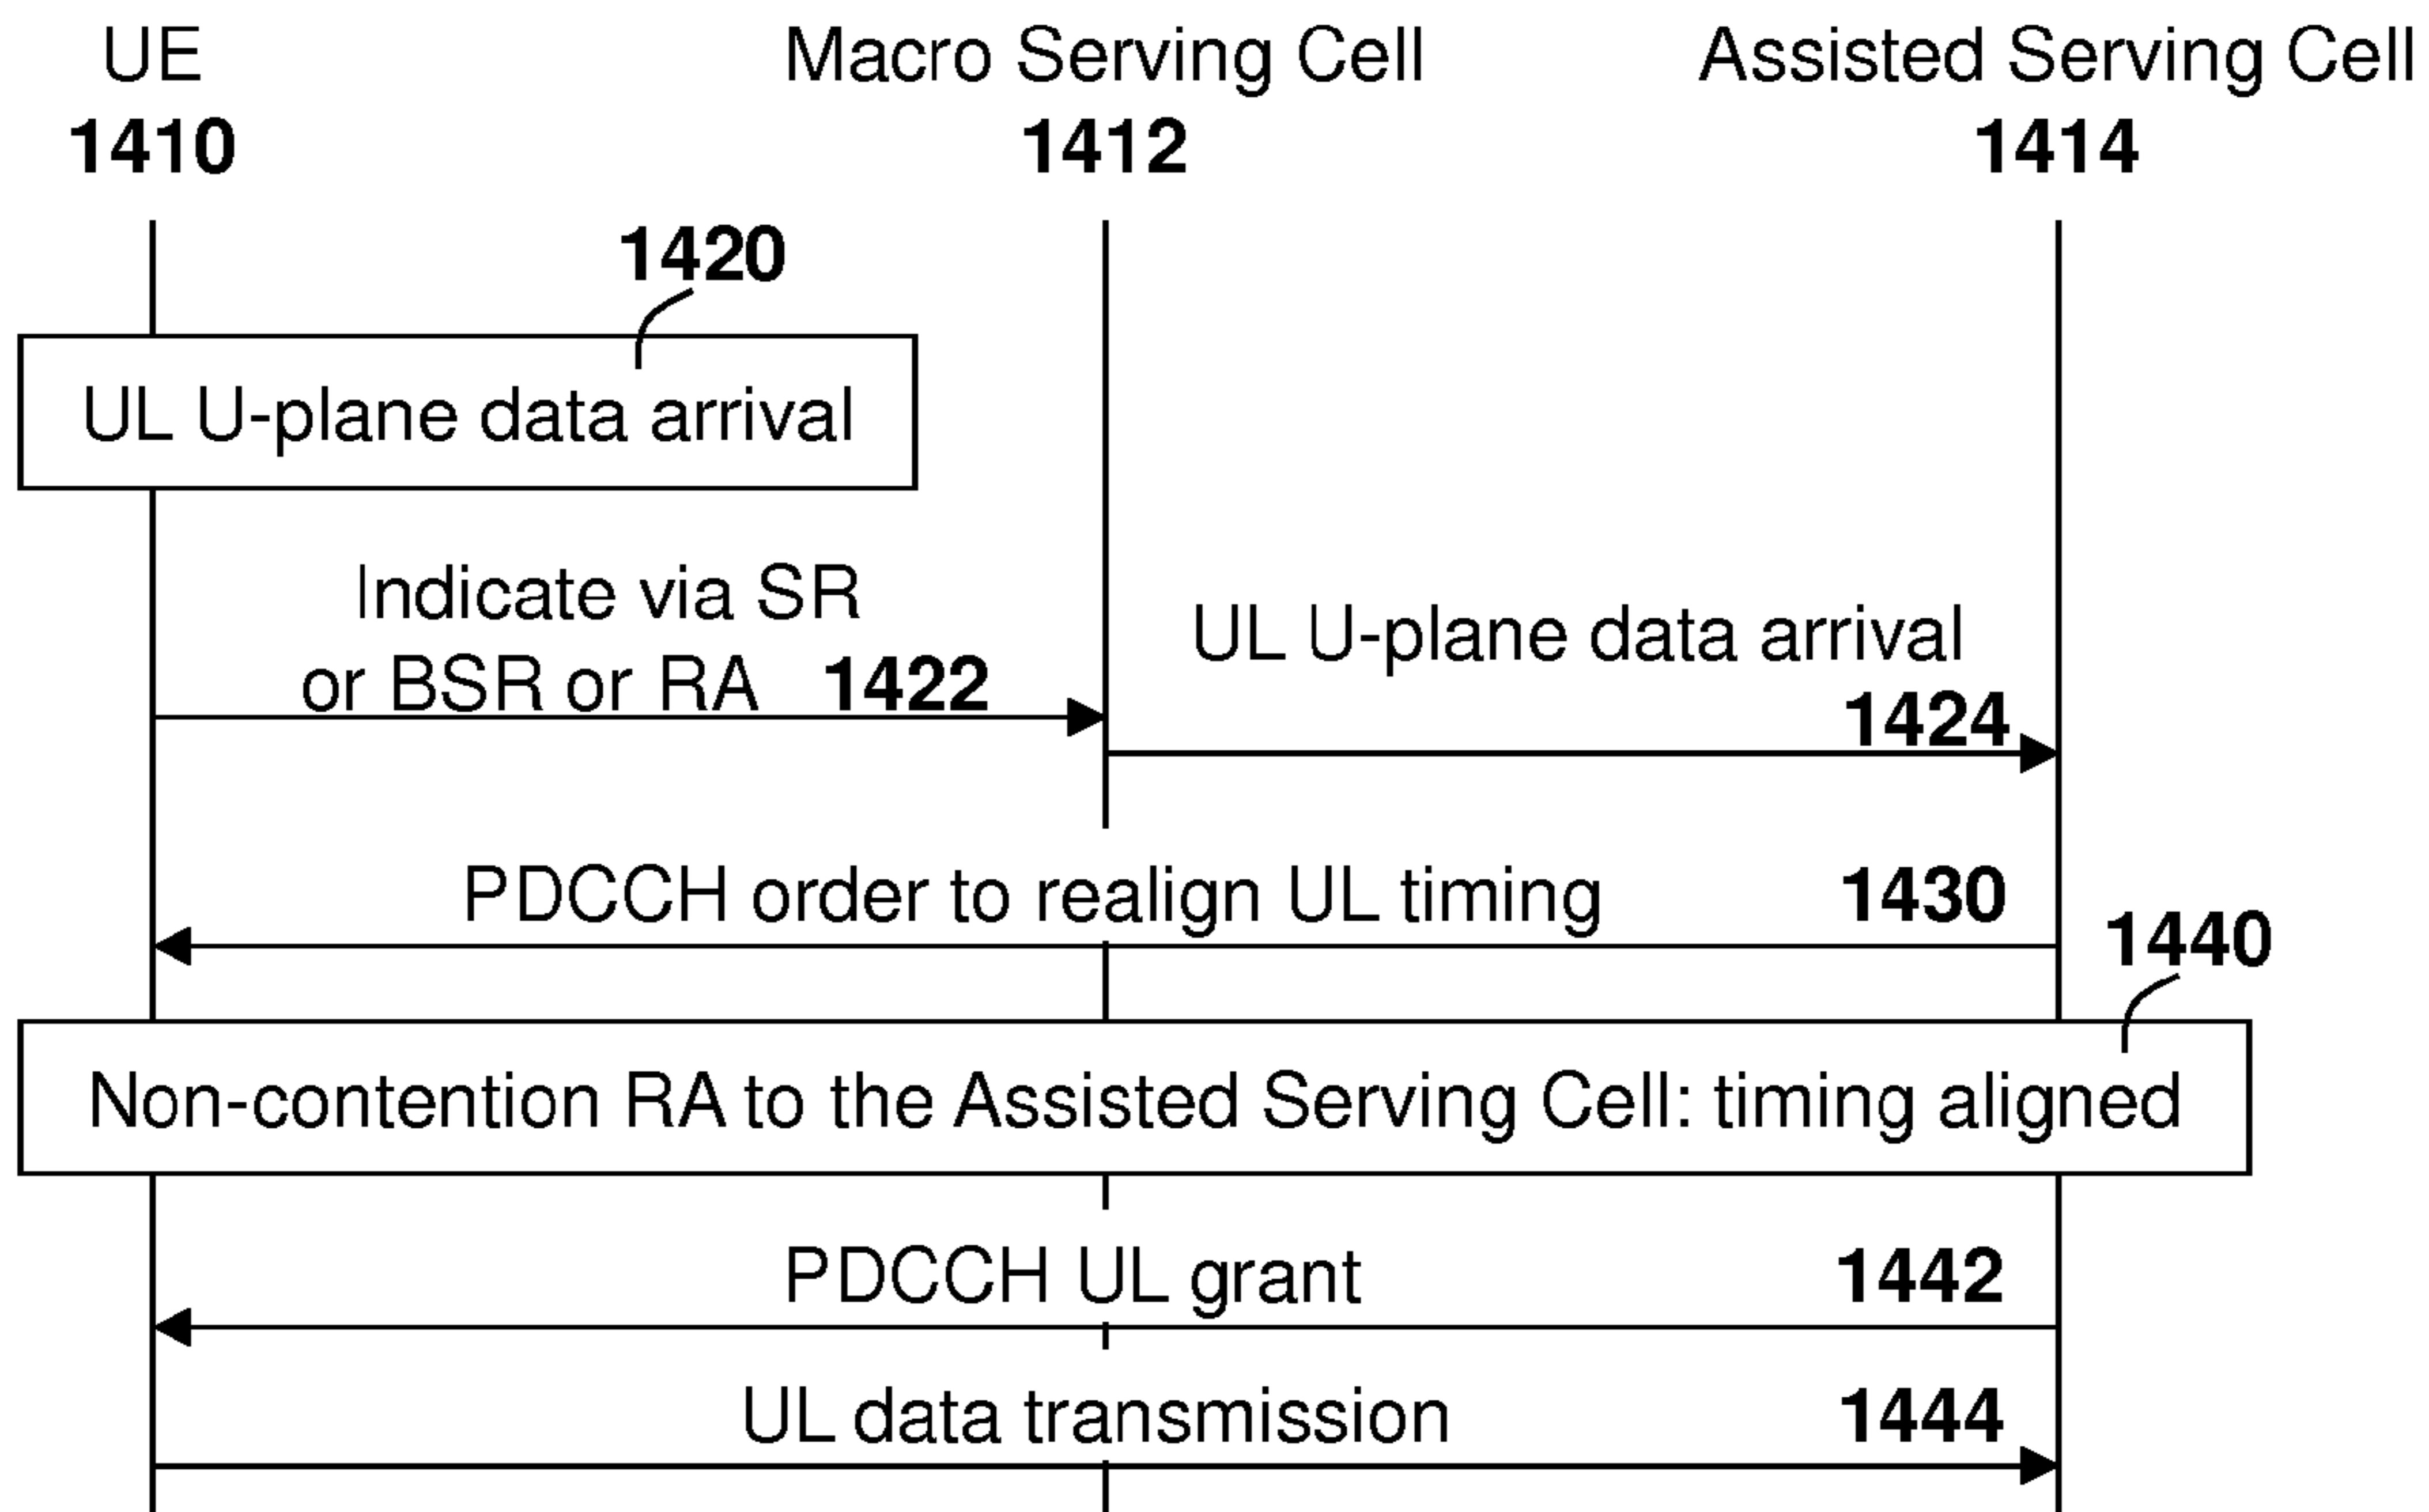 UE
1410
Macro Serving Cell
1412
Assisted Serving Cell
1414
1420
UL U-plane data arrival
Indicate via SR
or BSR or RA 1422
UL U-plane data arrival
1424
PDCCH order to realign UL timing 1430
1440
Non-contention RA to the Assisted Serving Cell: timing aligned
PDCCH UL grant 1442
UL data transmission 1444